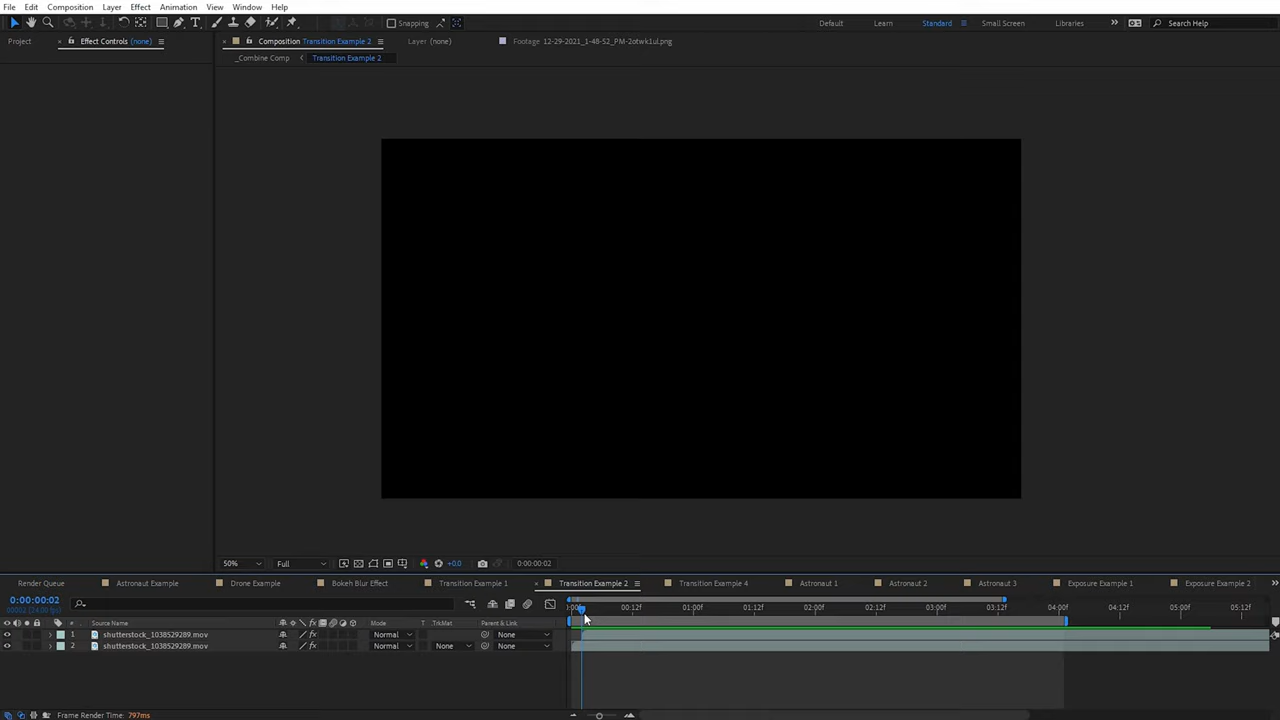 File Edit Composition Layer Effect Animation View Window Help
Snapping Default Learn Standard Small Screen Libraries Search Help
Project Effect Controls (none) Composition Transition Example 2 Layer (none) Footage 12-29-2021_1-48-52_PM-2otwk1ul.png
_Combine Comp Transition Example 2
50% Full +0.0 0:00:00:02
Render Queue Astronaut Example Drone Example Bokeh Blur Effect Transition Example 1 Transition Example 2 Transition Example 4 Astronaut 1 Astronaut 2 Astronaut 3 Exposure Example 1 Exposure Example 2
0:00:00:02
00002 (24.00 fps)
00:12f 01:00f 01:12f 02:00f 02:12f 03:00f 03:12f 04:00f 04:12f 05:00f 05:12f
# Source Name Mode T .TrkMat Parent & Link
1 shutterstock_1038529289.mov Normal None
2 shutterstock_1038529289.mov Normal None None
Frame Render Time: 797ms